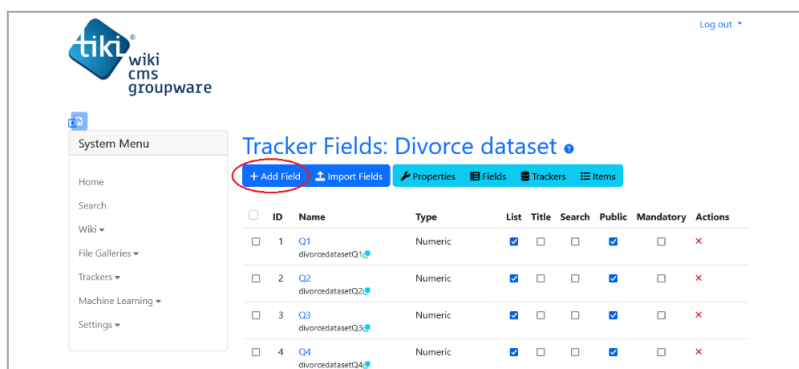 Log out
tiki
wiki
cms
groupware
System Menu
Home
Search
Wiki
File Galleries
Trackers
Machine Learning
Settings
Tracker Fields: Divorce dataset
+ Add Field Import Fields Properties Fields Trackers Items
ID Name Type List Title Search Public Mandatory Actions
1 Q1 Numeric
divorcedatasetQ1
2 Q2 Numeric
divorcedatasetQ2
3 Q3 Numeric
divorcedatasetQ3
4 Q4 Numeric
divorcedatasetQ4